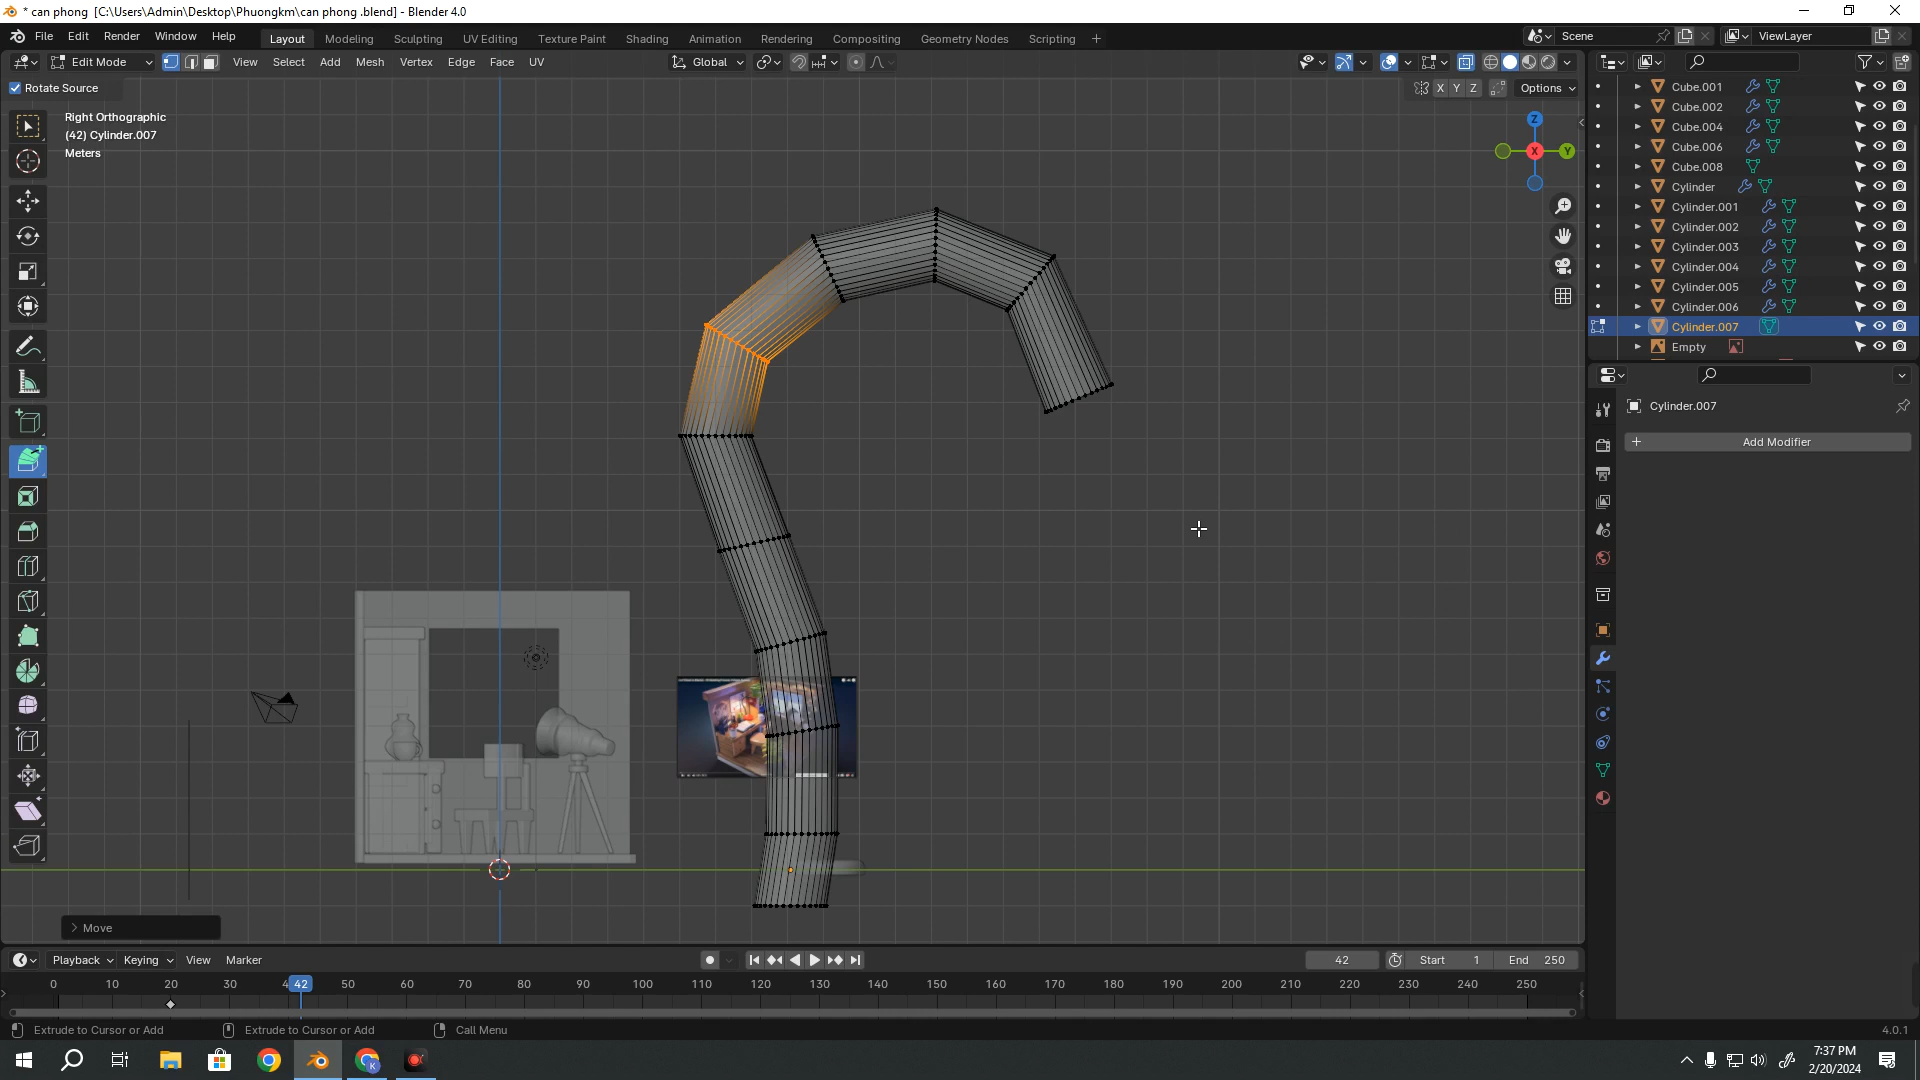 * can phong  [C:\Users\Admin\Desktop\Phuongkm\can phong .blend] - Blender 4.0
File Edit Render Window Help Layout Modeling Sculpting UV Editing Texture Paint Shading Animation Rendering Compositing Geometry Nodes Scripting + Scene ViewLayer
Edit Mode View Select Add Mesh Vertex Edge Face UV Global
Rotate Source X Y Z Options
Right Orthographic
(42) Cylinder.007
Meters
Z
X Y
Cube.001
Cube.002
Cube.004
Cube.006
Cube.008
Cylinder
Cylinder.001
Cylinder.002
Cylinder.003
Cylinder.004
Cylinder.005
Cylinder.006
Cylinder.007
Empty
Cylinder.007
+ Add Modifier
> Move
Playback Keying View Marker 42 Start 1 End 250
0 10 20 30 4 42 50 60 70 80 90 100 110 120 130 140 150 160 170 180 190 200 210 220 230 240 250
Extrude to Cursor or Add Extrude to Cursor or Add Call Menu 4.0.1
K
7:37 PM
2/20/2024